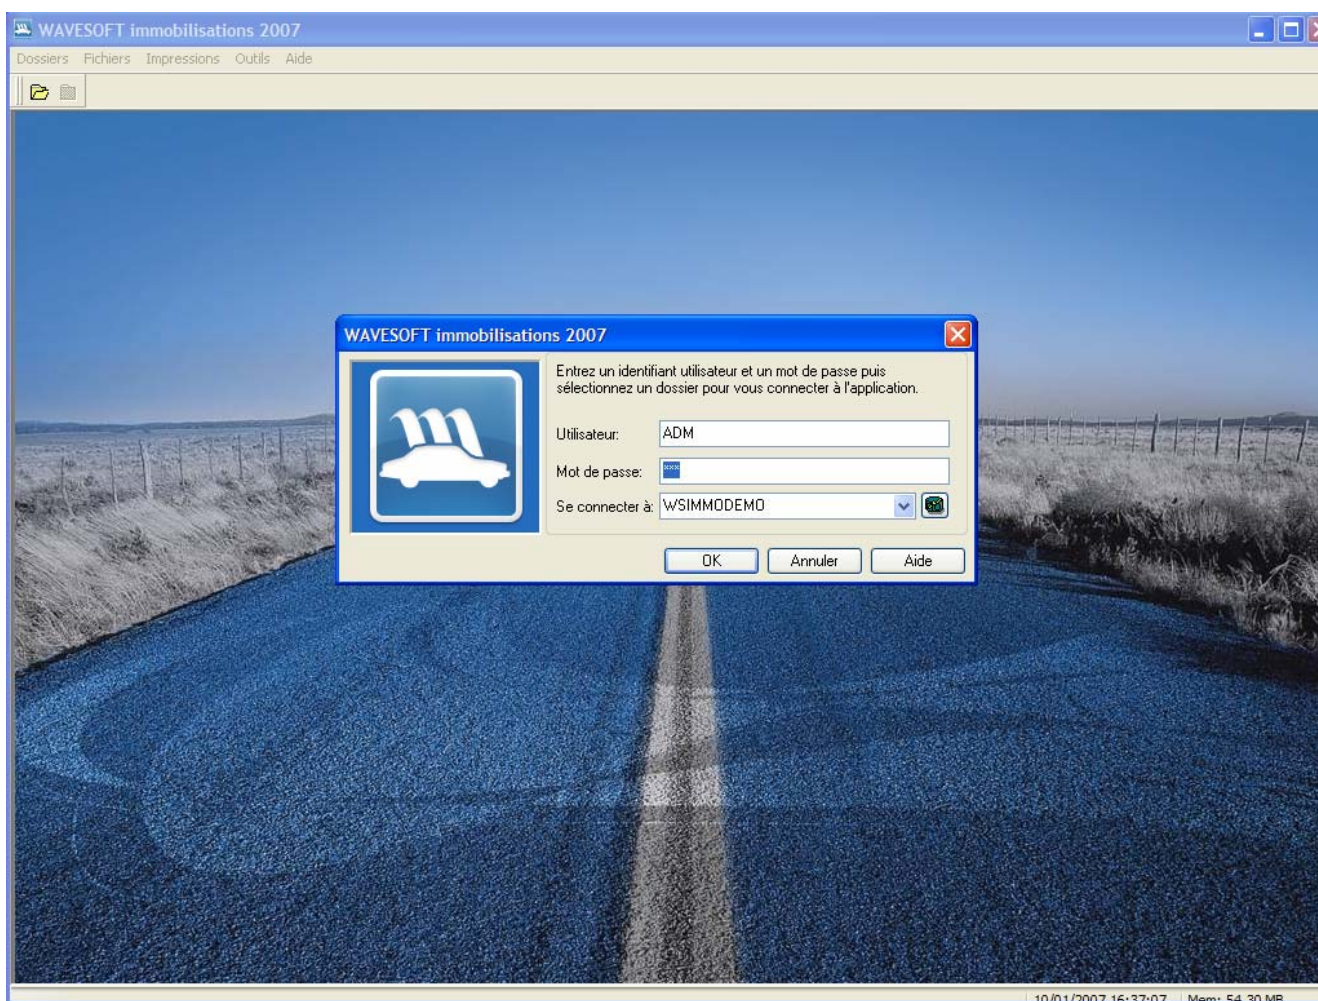 WAVESOFT immobilisations 2007
Dossiers Fichiers Impressions Outils Aide
WAVESOFT immobilisations 2007
Entrez un identifiant utilisateur et un mot de passe puis
sélectionnez un dossier pour vous connecter à l'application.
Utilisateur: ADM
Mot de passe: ***
Se connecter à: WSIMMODEMO
OK Annuler Aide
10/01/2007 16:37:07 Mem: 54,30 MB